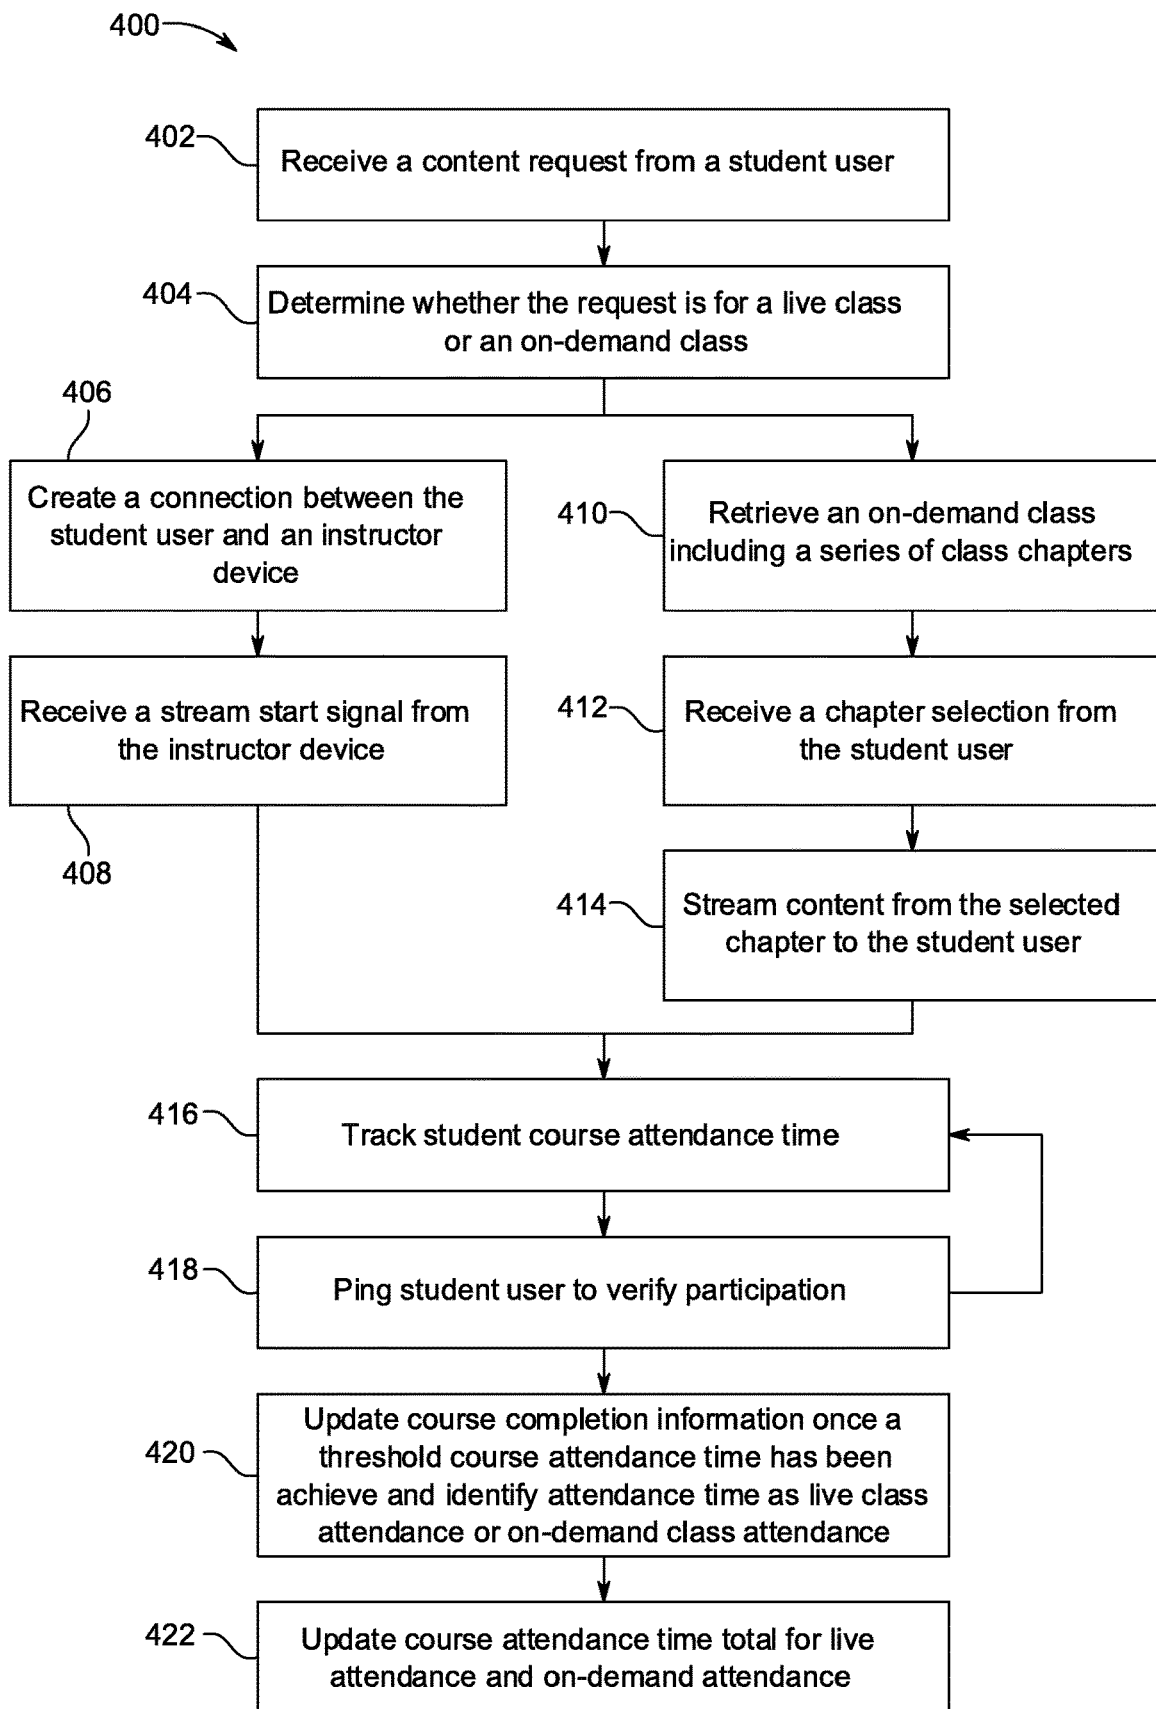 400
402
Receive a content request from a student user
404
Determine whether the request is for a live class
or an on-demand class
406
Create a connection between the
student user and an instructor
device
410
Retrieve an on-demand class
including a series of class chapters
Receive a stream start signal from
the instructor device
408
412
Receive a chapter selection from
the student user
414
Stream content from the selected
chapter to the student user
416
Track student course attendance time
418
Ping student user to verify participation
420
Update course completion information once a
threshold course attendance time has been
achieve and identify attendance time as live class
attendance or on-demand class attendance
422
Update course attendance time total for live
attendance and on-demand attendance